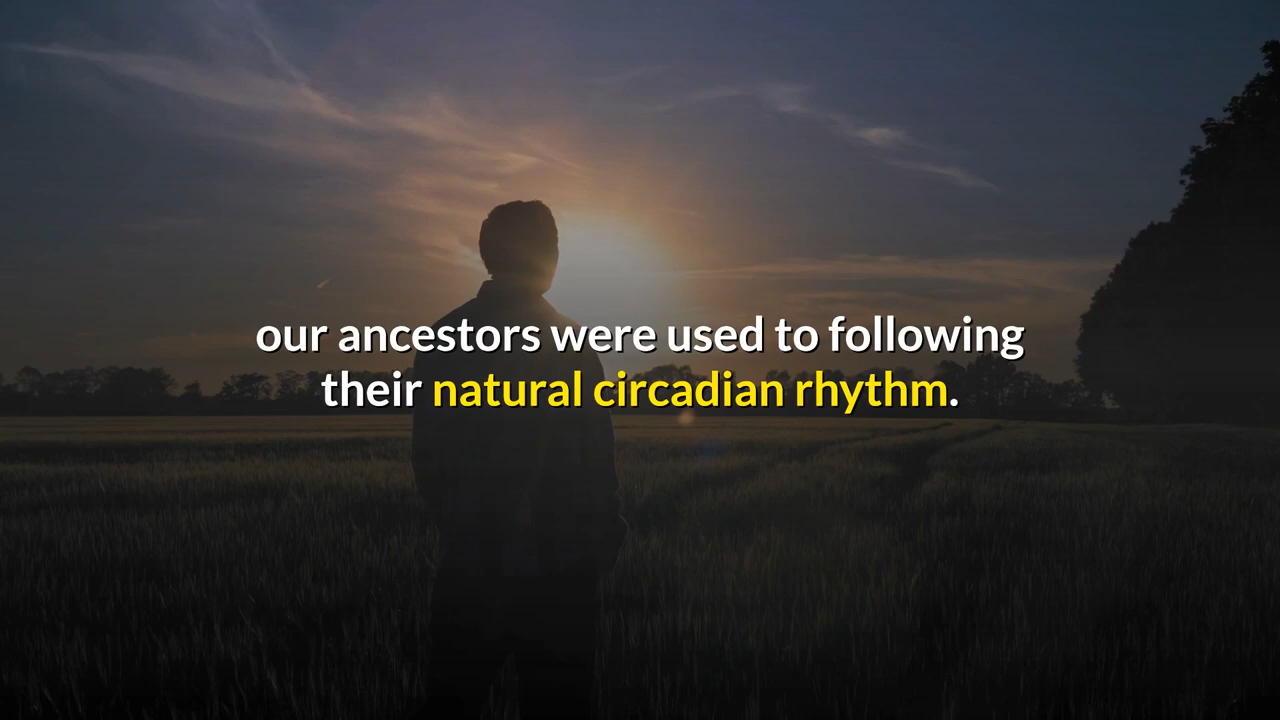 our ancestors were used to following
their natural circadian rhythm.